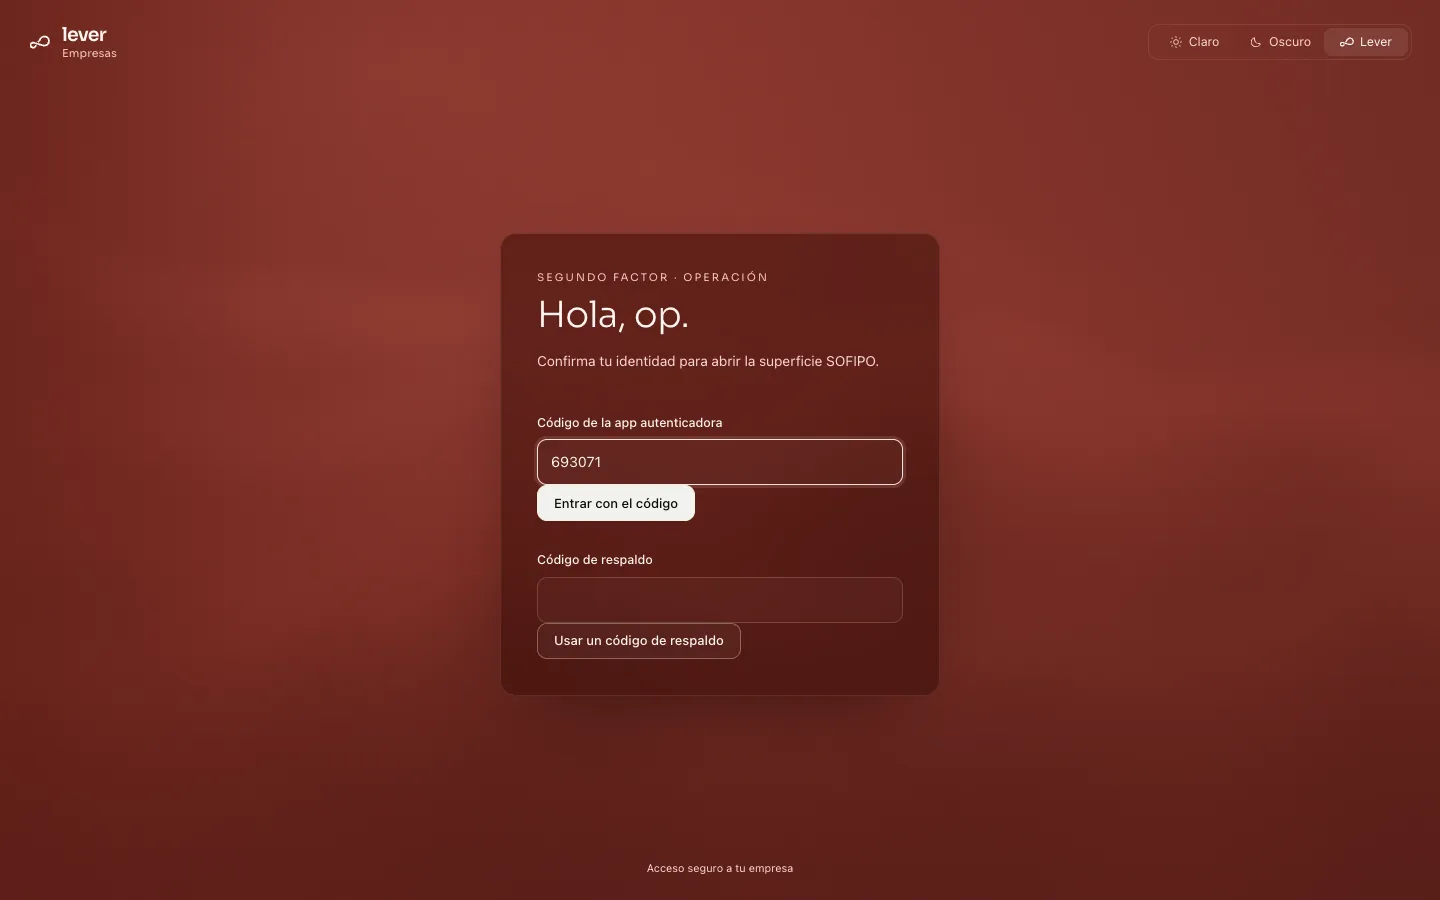 lever
Empresas
Claro
Oscuro
Lever
SEGUNDO FACTOR · OPERACIÓN
Hola, op.
Confirma tu identidad para abrir la superficie SOFIPO.
Código de la app autenticadora
693071
Entrar con el código
Código de respaldo
Usar un código de respaldo
Acceso seguro a tu empresa